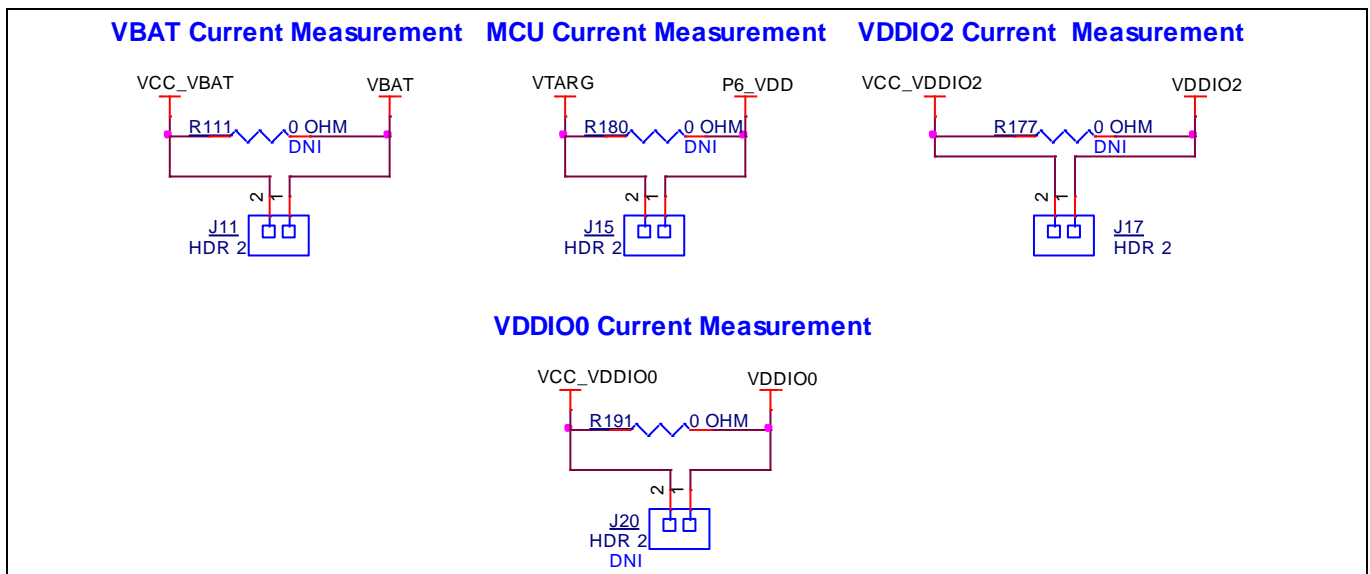 VBAT Current Measurement
MCU Current Measurement
VDDIO2 Current Measurement
VCC_VBAT
VBAT
R111
0 OHM
DNI
2
1
J11
HDR 2
VTARG
P6_VDD
R180
0 OHM
DNI
2
1
J15
HDR 2
VCC_VDDIO2
VDDIO2
R177
0 OHM
DNI
2
1
J17
HDR 2
VDDIO0 Current Measurement
VCC_VDDIO0
VDDIO0
R191
0 OHM
2
1
J20
HDR 2
DNI